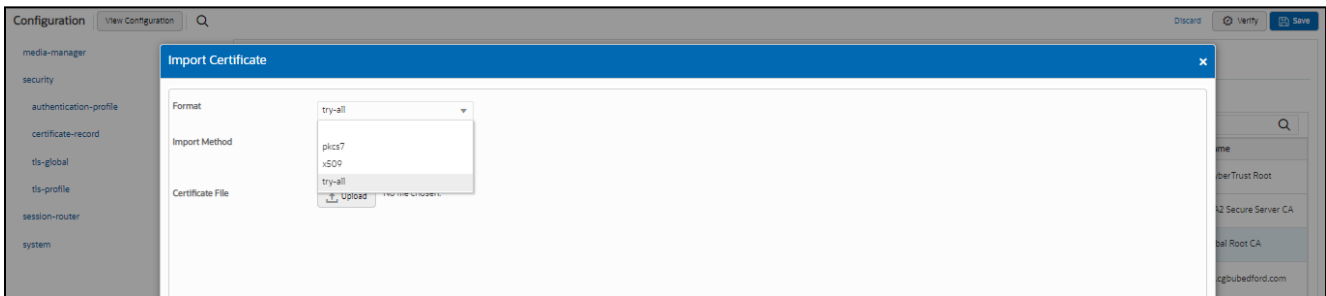 Configuration View Configuration Discard Verify Save
media-manager
Import Certificate ×
security
authentication-profile
Format try-all
certificate-record
Import Method
pkcs7
x509
try-all
tls-global
tls-profile
Certificate File
Upload No file chosen.
session-router
system
yberTrust Root
A2 Secure Server CA
bal Root CA
.cgbubedford.com